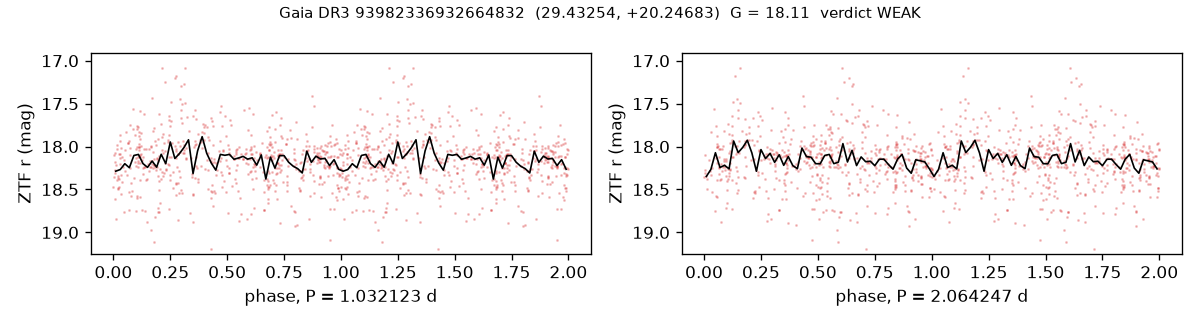 Gaia DR3 93982336932664832  (29.43254, +20.24683)  G = 18.11  verdict WEAK
ZTF r (mag)
17.0
17.5
18.0
18.5
19.0
0.00 0.25 0.50 0.75 1.00 1.25 1.50 1.75 2.00
phase, P = 1.032123 d
ZTF r (mag)
17.0
17.5
18.0
18.5
19.0
0.00 0.25 0.50 0.75 1.00 1.25 1.50 1.75 2.00
phase, P = 2.064247 d